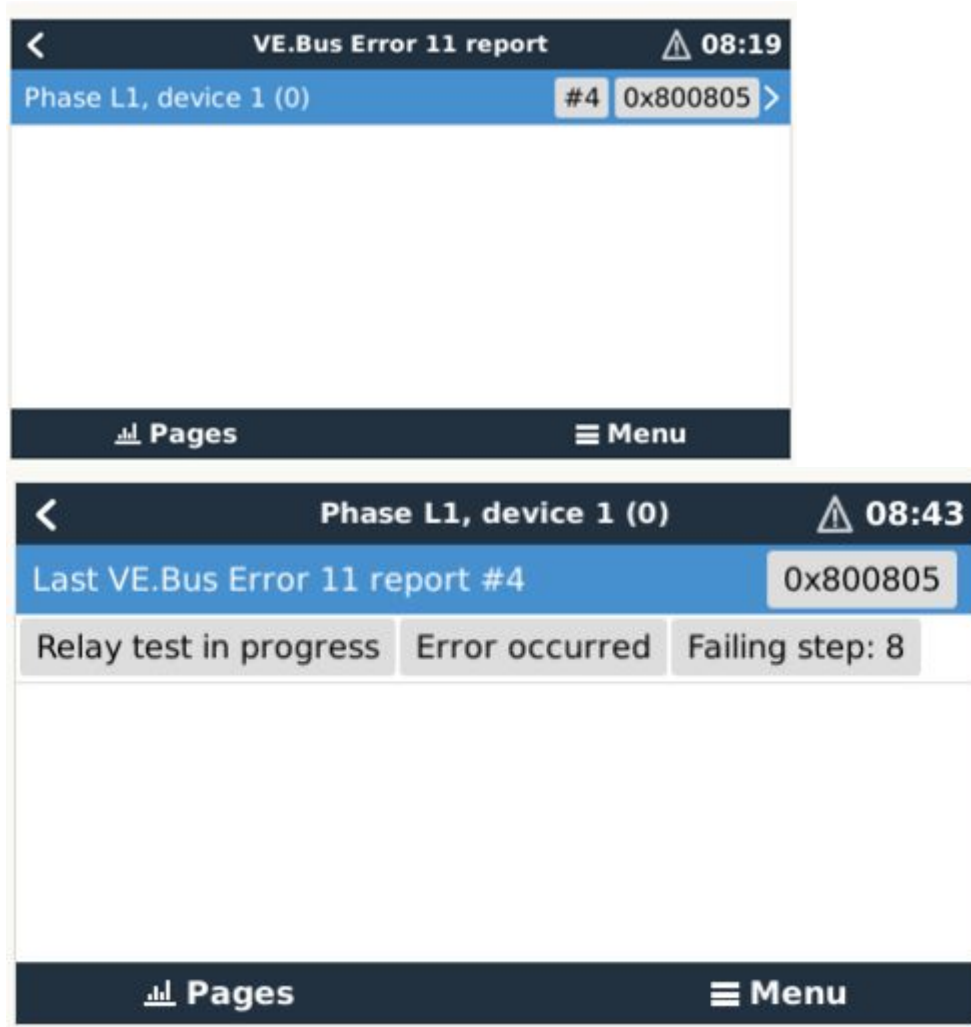 VE.Bus Error 11 report 08:19
Phase L1, device 1 (0) #4 0x800805
Pages Menu
Phase L1, device 1 (0) 08:43
Last VE.Bus Error 11 report #4 0x800805
Relay test in progress Error occurred Failing step: 8
Pages Menu